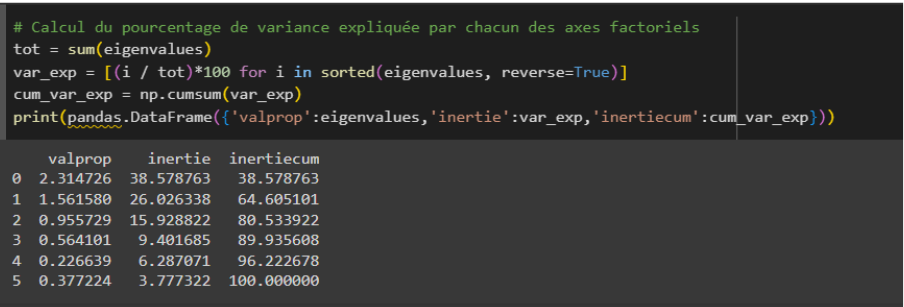 # Calcul du pourcentage de variance expliquée par chacun des axes factoriels
tot = sum(eigenvalues)
var_exp = [(i / tot)*100 for i in sorted(eigenvalues, reverse=True)]
cum_var_exp = np.cumsum(var_exp)
print(pandas.DataFrame({'valprop':eigenvalues,'inertie':var_exp,'inertiecum':cum_var_exp}))
valprop inertie inertiecum
0 2.314726 38.578763 38.578763
1 1.561580 26.026338 64.605101
2 0.955729 15.928822 80.533922
3 0.564101 9.401685 89.935608
4 0.226639 6.287071 96.222678
5 0.377224 3.777322 100.000000